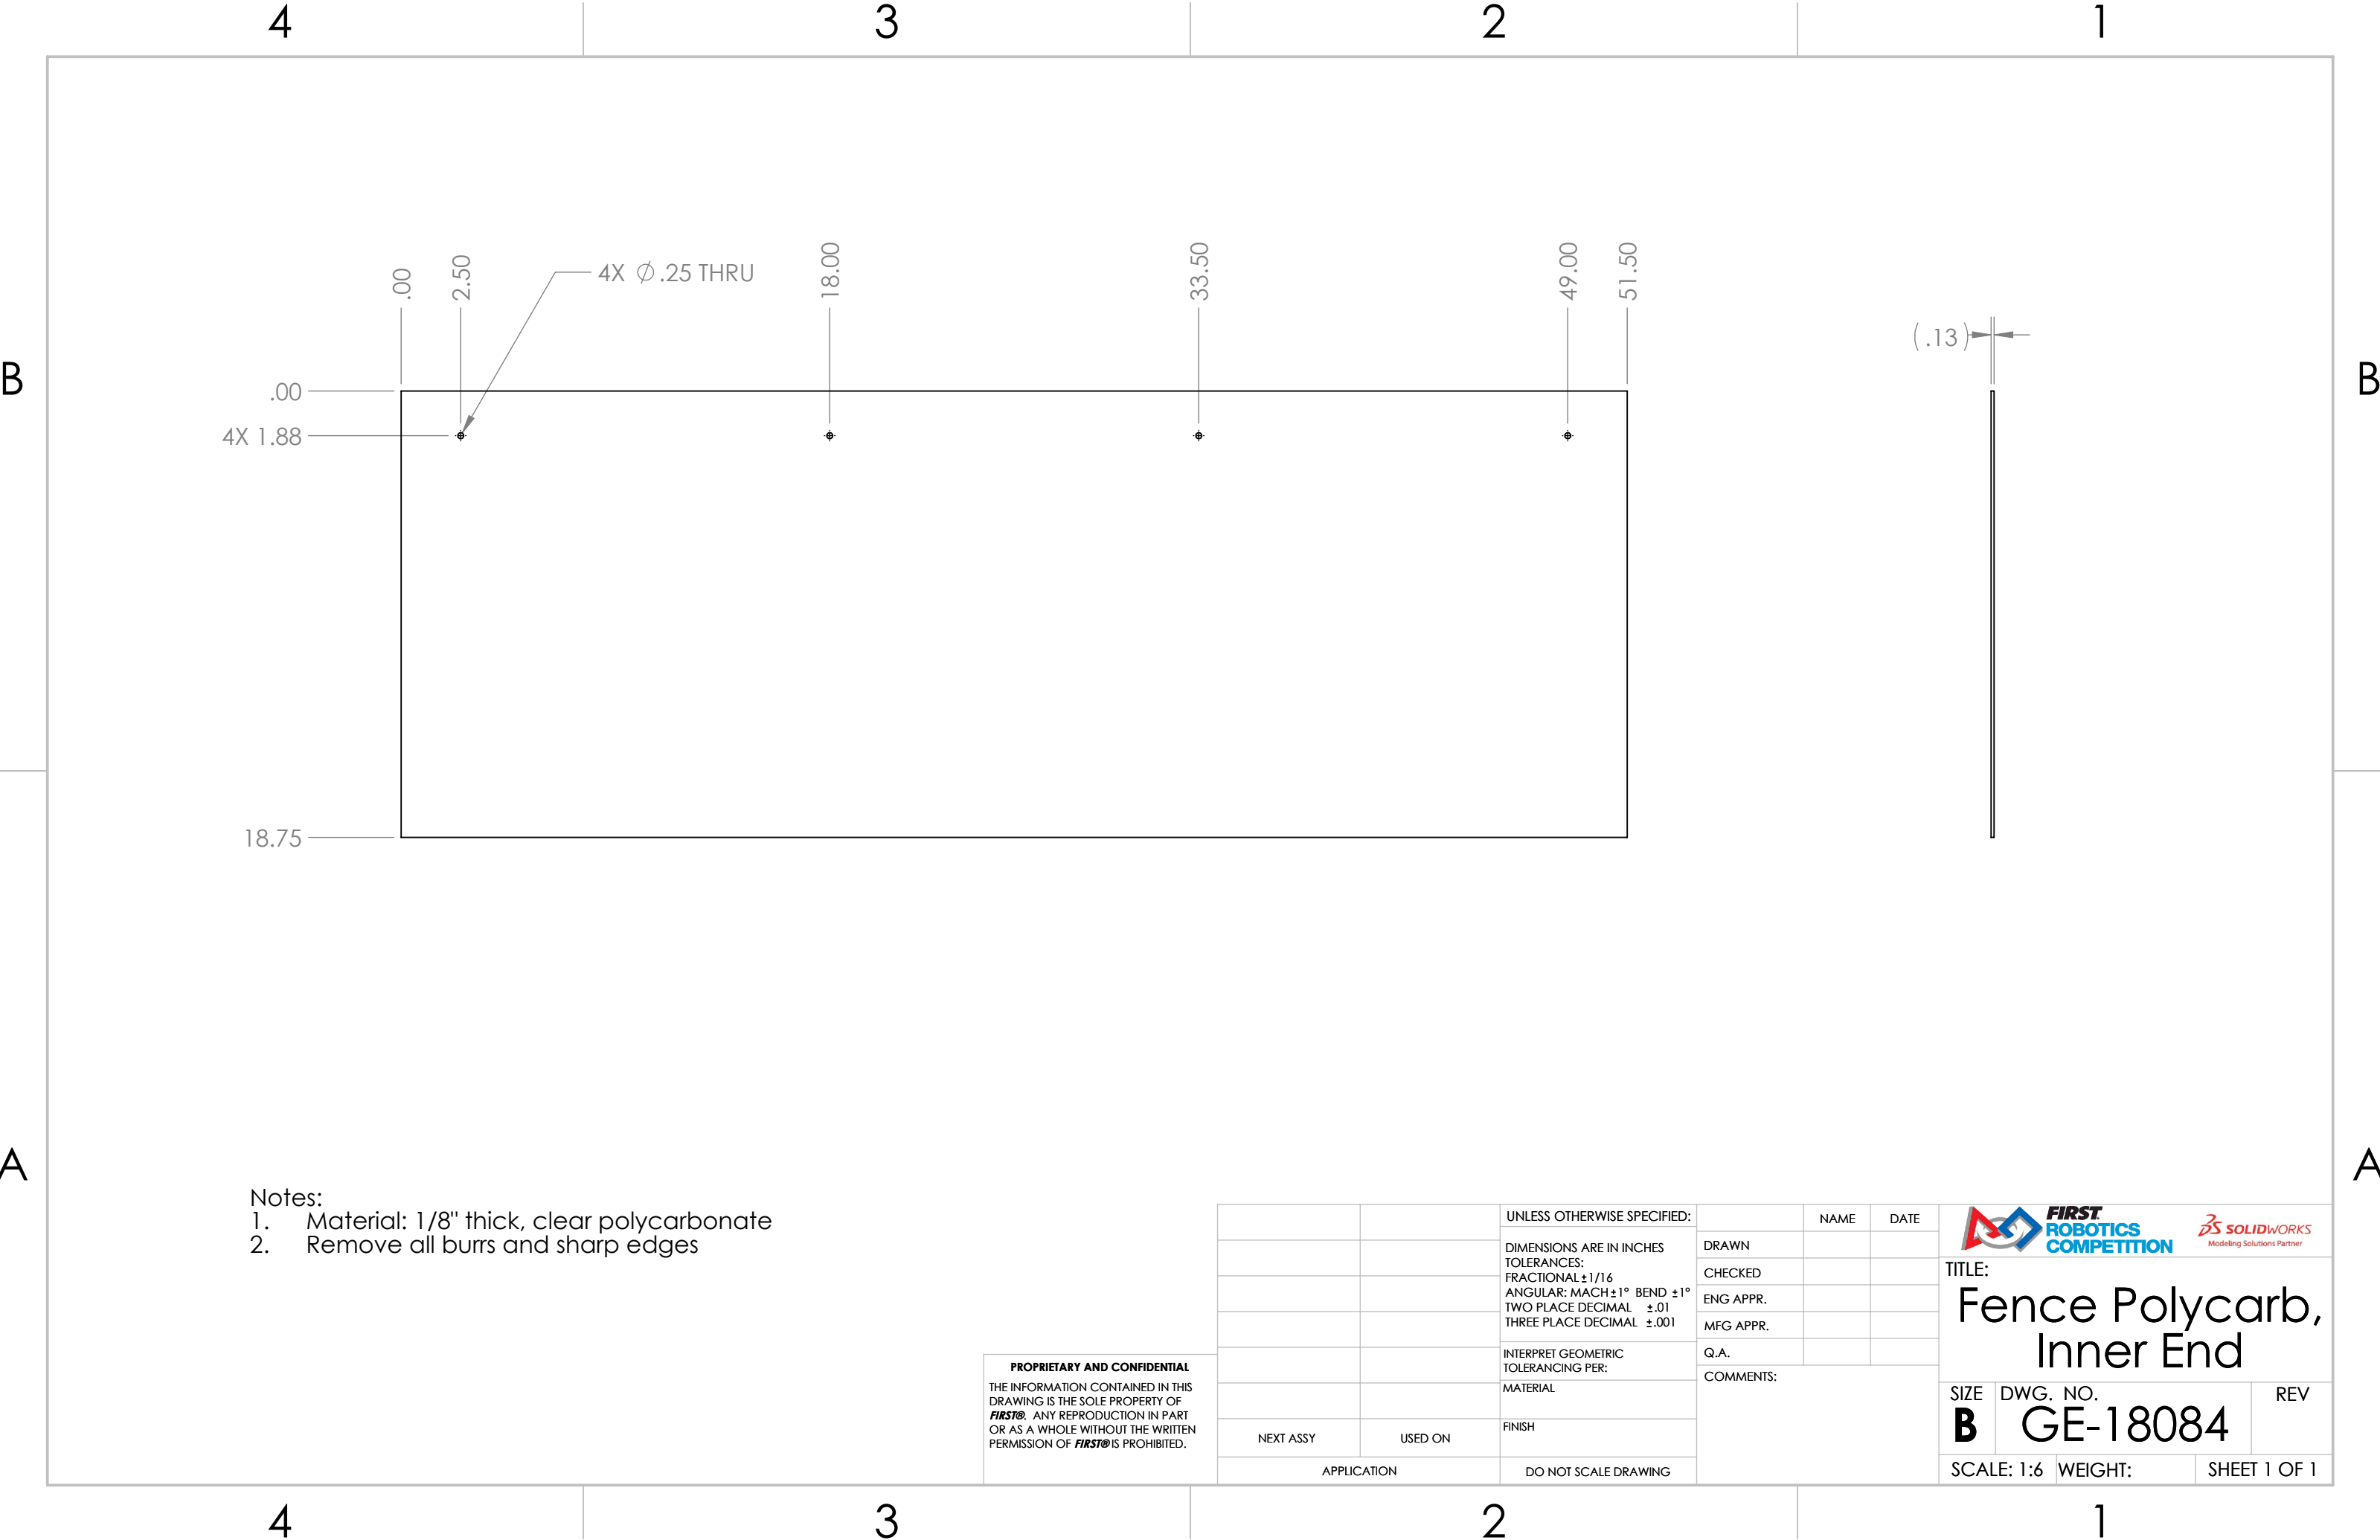 4 3 2 1
.00
2.50
4X ∅.25 THRU
18.00
33.50
49.00
51.50
(.13)
B
B
.00
4X 1.88
18.75
A
A
Notes:
1. Material: 1/8" thick, clear polycarbonate
2. Remove all burrs and sharp edges
PROPRIETARY AND CONFIDENTIAL
THE INFORMATION CONTAINED IN THIS
DRAWING IS THE SOLE PROPERTY OF
FIRST®. ANY REPRODUCTION IN PART
OR AS A WHOLE WITHOUT THE WRITTEN
PERMISSION OF FIRST® IS PROHIBITED.
NEXT ASSY
USED ON
APPLICATION
UNLESS OTHERWISE SPECIFIED:
DIMENSIONS ARE IN INCHES
TOLERANCES:
FRACTIONAL ±1/16
ANGULAR: MACH ±1° BEND ±1°
TWO PLACE DECIMAL ±.01
THREE PLACE DECIMAL ±.001
INTERPRET GEOMETRIC
TOLERANCING PER:
MATERIAL
FINISH
DO NOT SCALE DRAWING
NAME DATE
DRAWN
CHECKED
ENG APPR.
MFG APPR.
Q.A.
COMMENTS:
FIRST.
ROBOTICS
COMPETITION
SOLIDWORKS
Modeling Solutions Partner
TITLE:
Fence Polycarb,
Inner End
SIZE
B
DWG. NO.
GE-18084
REV
SCALE: 1:6
WEIGHT:
SHEET 1 OF 1
4 3 2 1